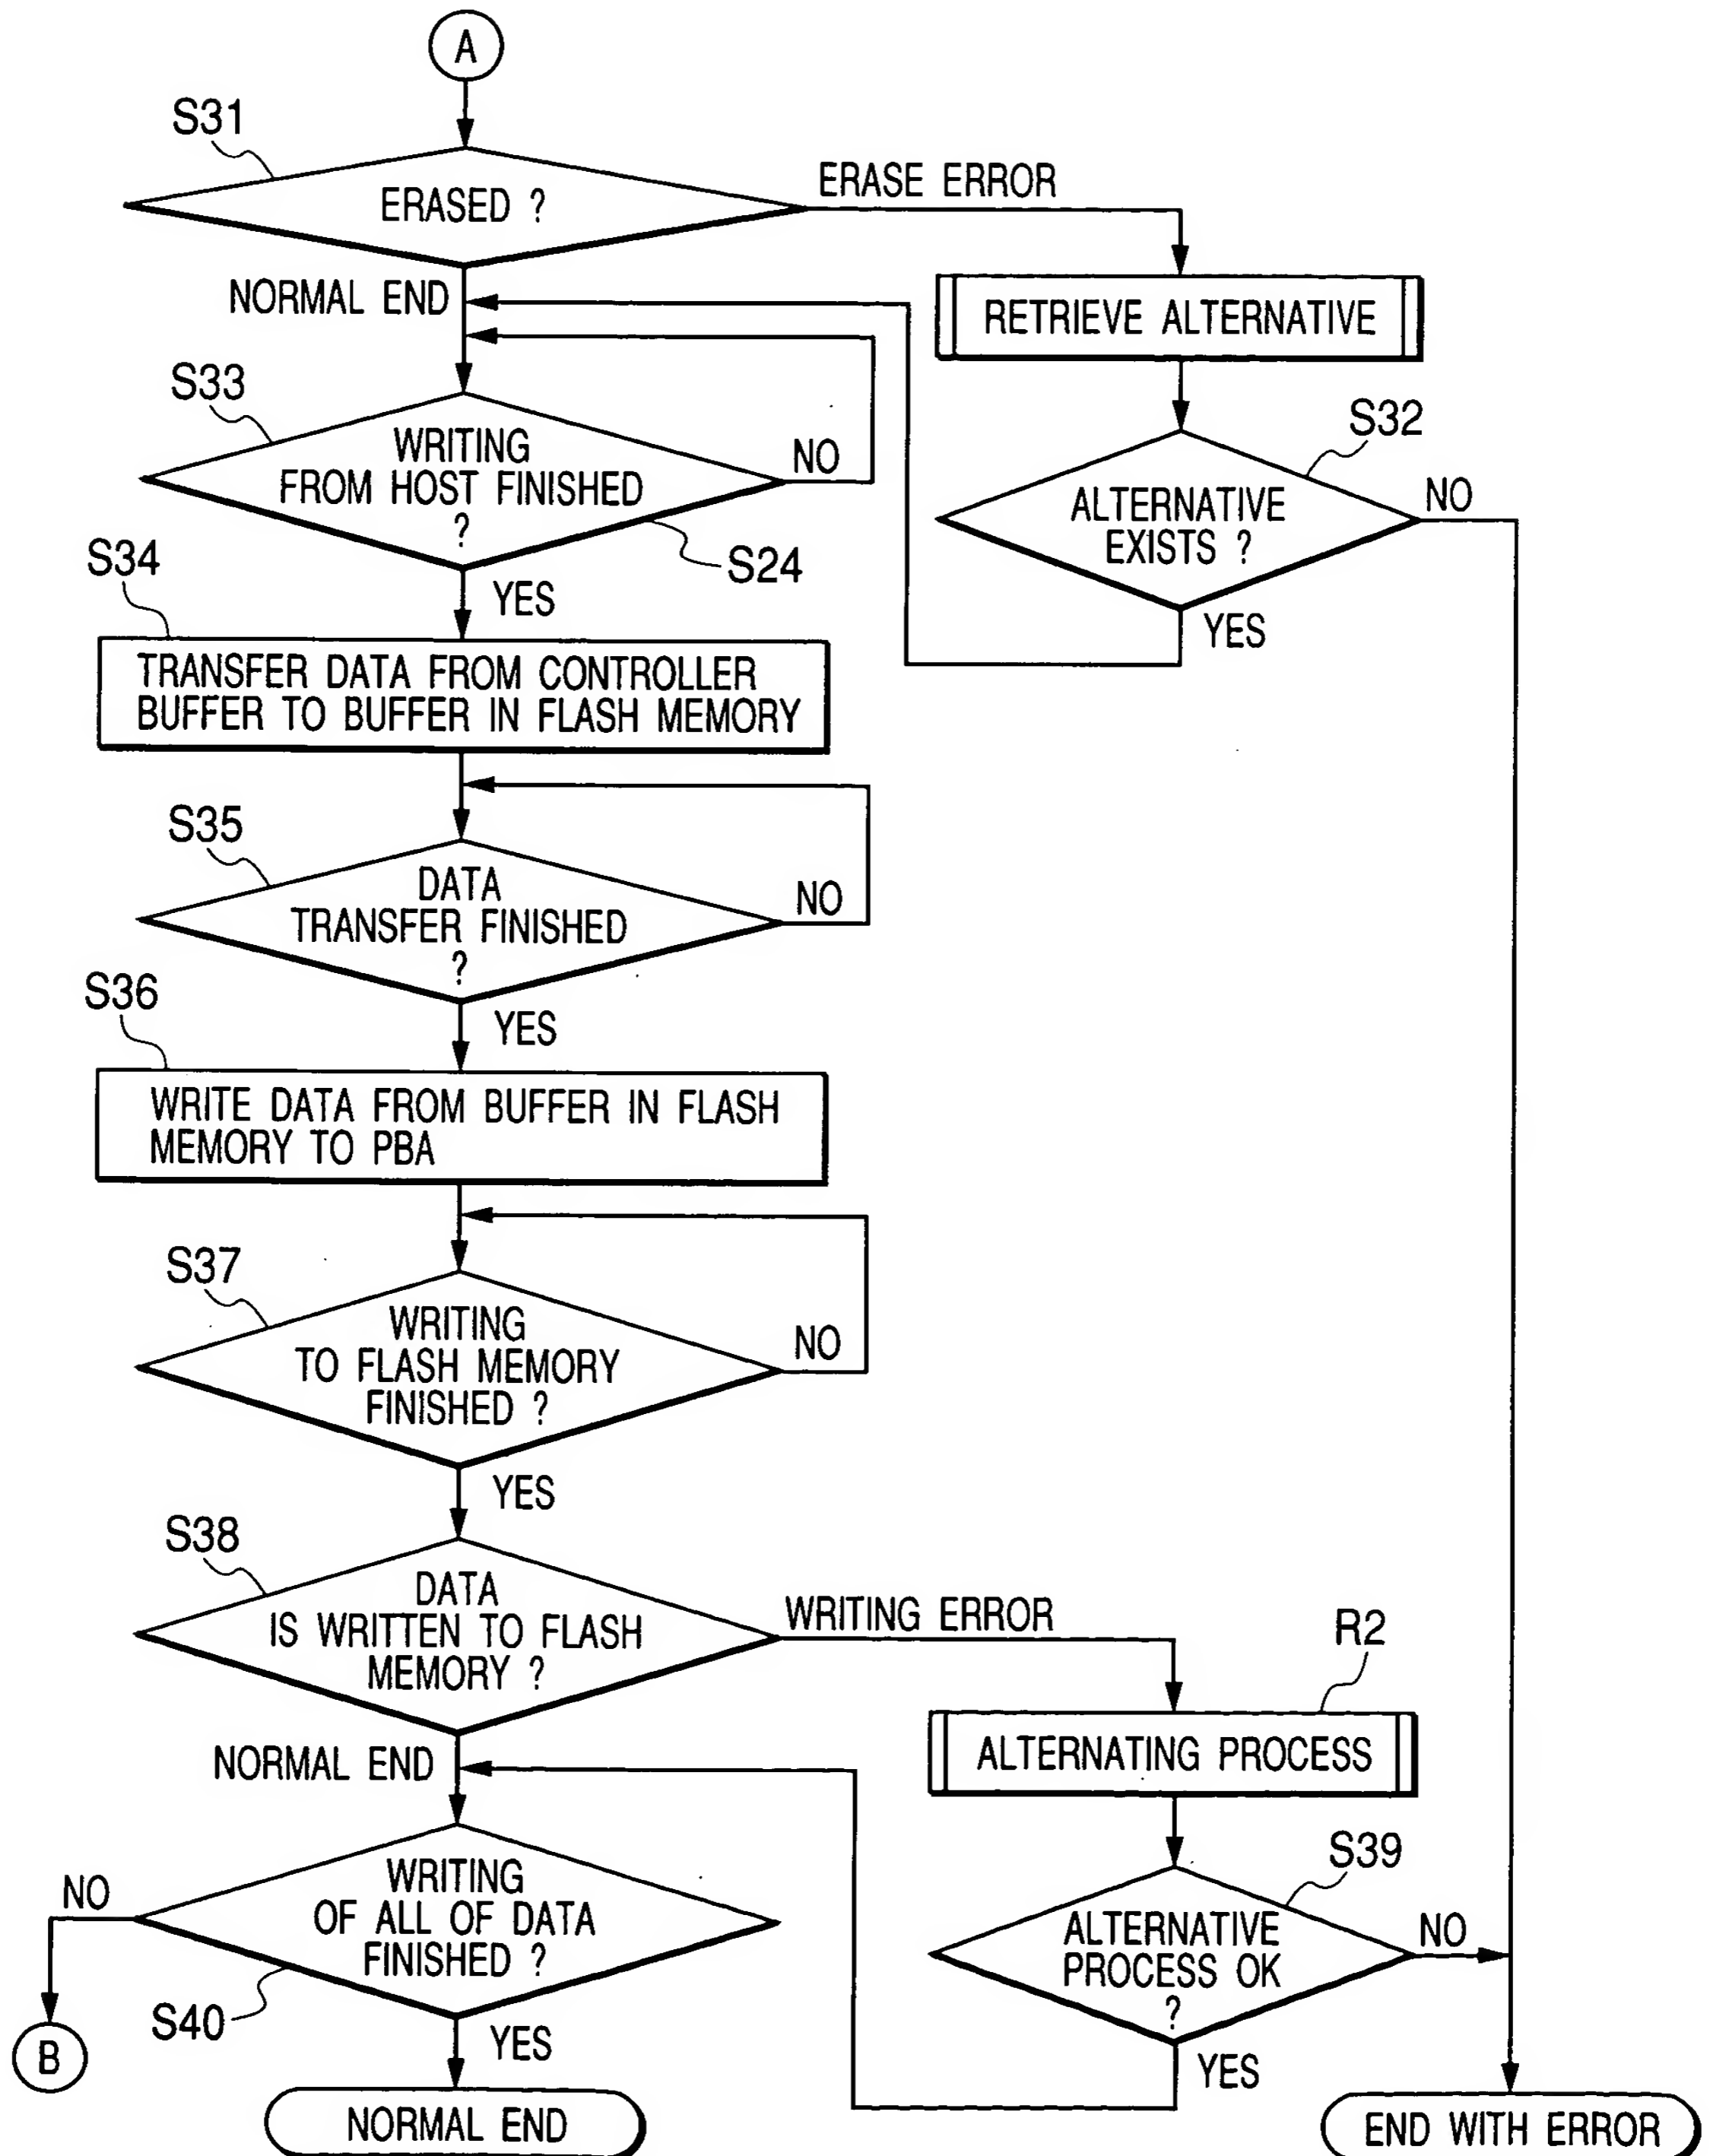 A
S31
ERASED ?
ERASE ERROR
NORMAL END
RETRIEVE ALTERNATIVE
S33
WRITING
FROM HOST FINISHED
?
NO
S24
S32
ALTERNATIVE
EXISTS ?
NO
YES
YES
S34
TRANSFER DATA FROM CONTROLLER
BUFFER TO BUFFER IN FLASH MEMORY
S35
DATA
TRANSFER FINISHED
?
NO
YES
S36
WRITE DATA FROM BUFFER IN FLASH
MEMORY TO PBA
S37
WRITING
TO FLASH MEMORY
FINISHED ?
NO
YES
S38
DATA
IS WRITTEN TO FLASH
MEMORY ?
WRITING ERROR
R2
ALTERNATING PROCESS
NORMAL END
S39
ALTERNATIVE
PROCESS OK
?
NO
YES
WRITING
OF ALL OF DATA
FINISHED ?
NO
S40
B
YES
NORMAL END
END WITH ERROR